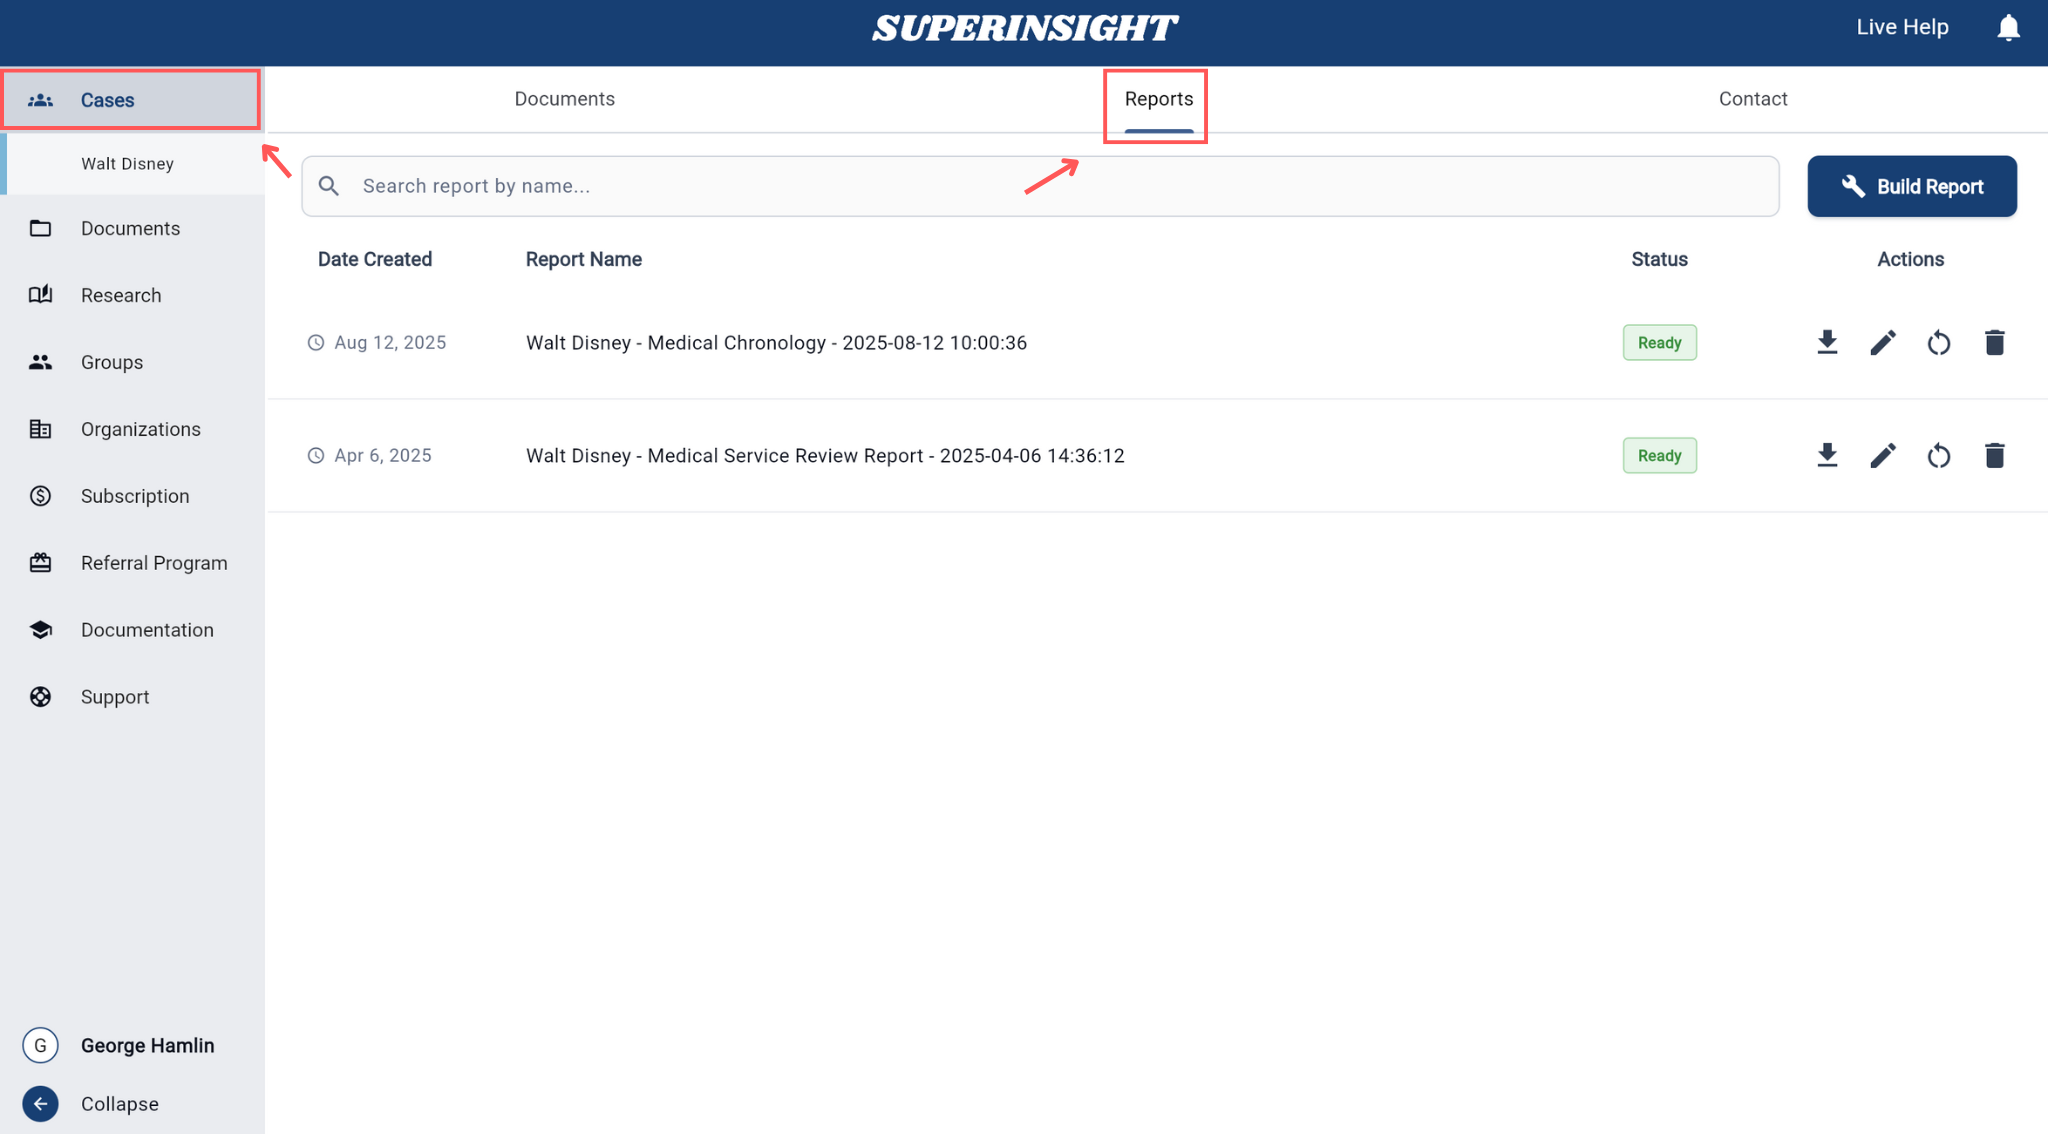 SUPERINSIGHT
Live Help
Cases
Documents
Reports
Contact
Walt Disney
Search report by name...
Build Report
Documents
Research
Groups
Organizations
Subscription
Referral Program
Documentation
Support
Date Created
Report Name
Status
Actions
Aug 12, 2025
Walt Disney - Medical Chronology - 2025-08-12 10:00:36
Ready
Apr 6, 2025
Walt Disney - Medical Service Review Report - 2025-04-06 14:36:12
Ready
G
George Hamlin
Collapse